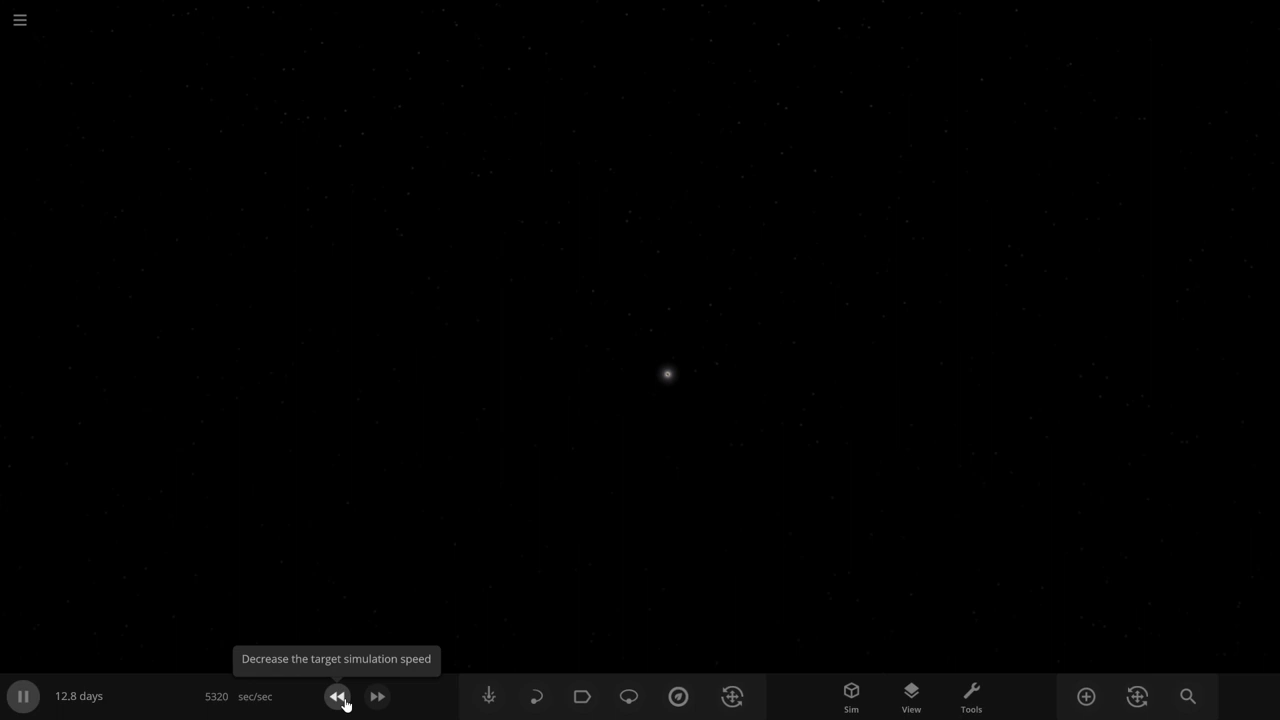 Decrease the target simulation speed
12.8 days
5320 sec/sec
Sim
View
Tools